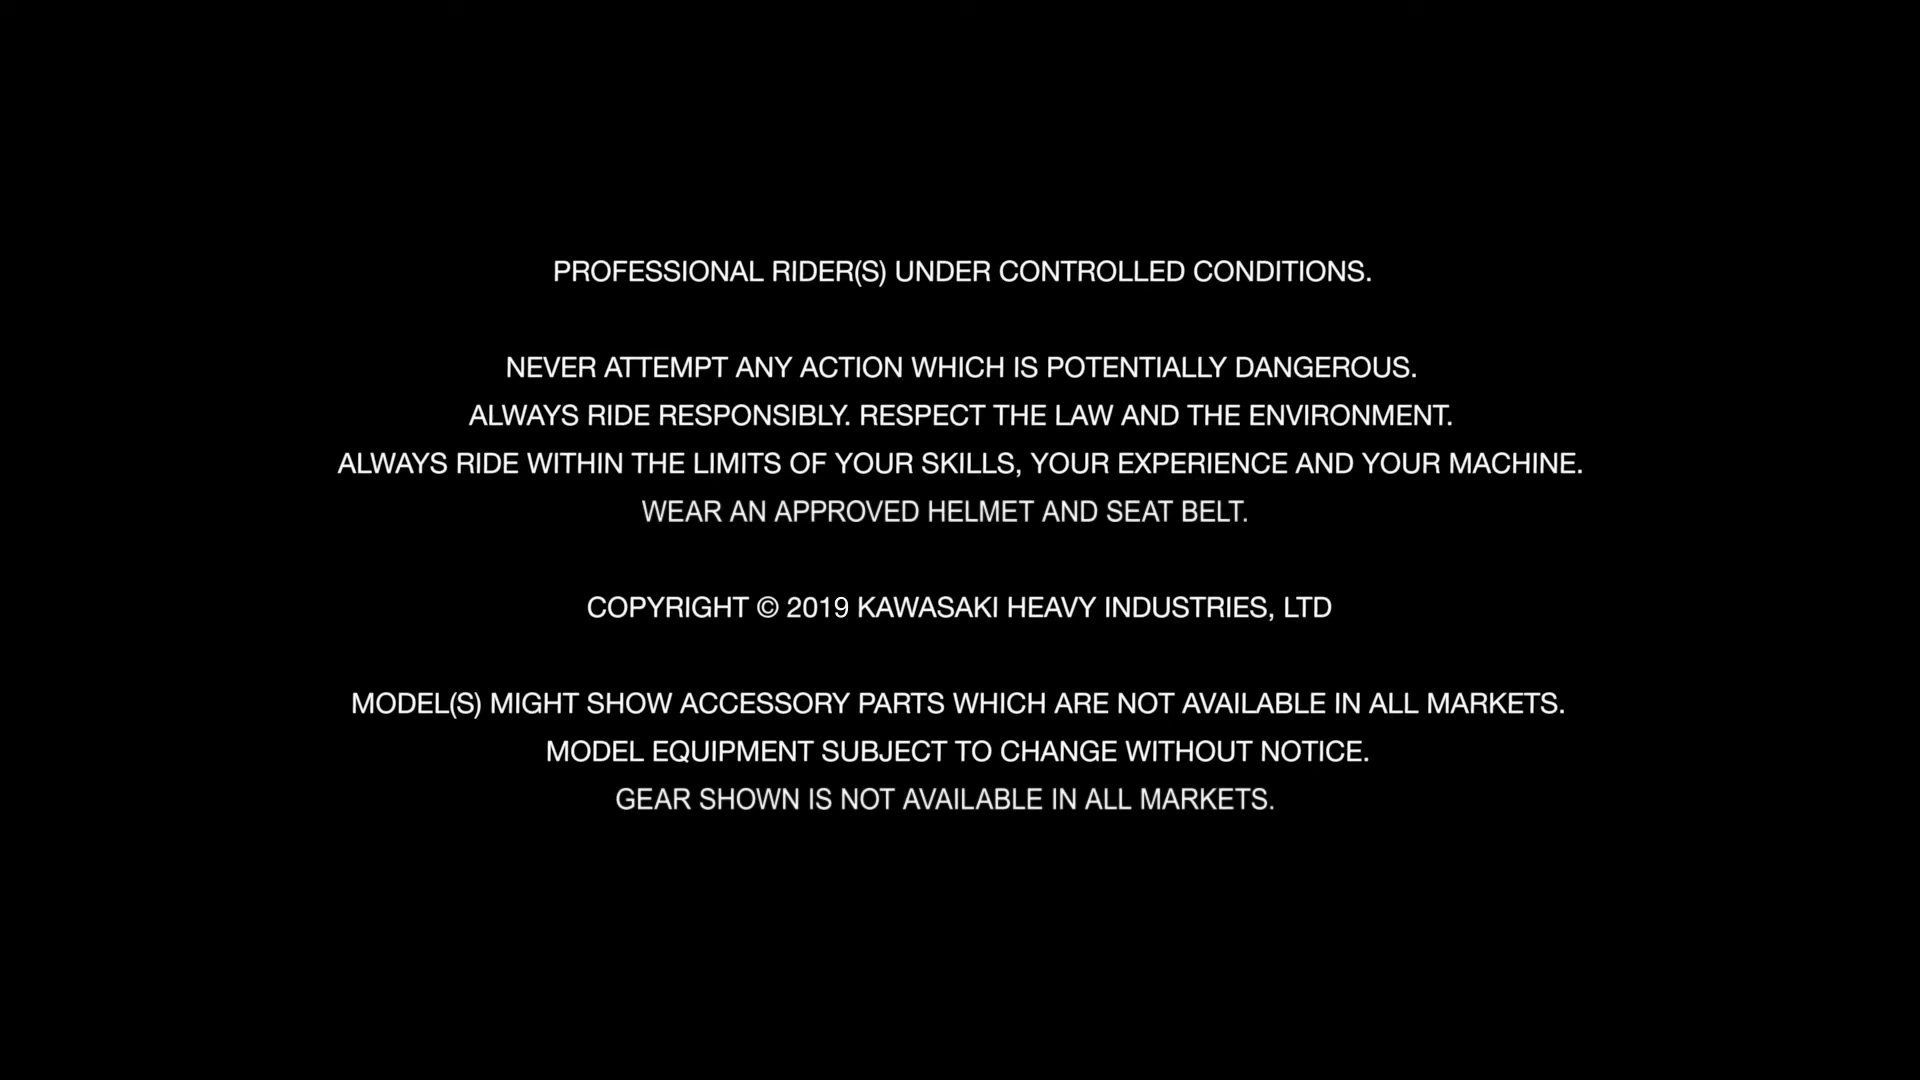 PROFESSIONAL RIDER(S) UNDER CONTROLLED CONDITIONS.
NEVER ATTEMPT ANY ACTION WHICH IS POTENTIALLY DANGEROUS.
ALWAYS RIDE RESPONSIBLY. RESPECT THE LAW AND THE ENVIRONMENT.
ALWAYS RIDE WITHIN THE LIMITS OF YOUR SKILLS, YOUR EXPERIENCE AND YOUR MACHINE.
WEAR AN APPROVED HELMET AND SEAT BELT.
COPYRIGHT © 2019 KAWASAKI HEAVY INDUSTRIES, LTD
MODEL(S) MIGHT SHOW ACCESSORY PARTS WHICH ARE NOT AVAILABLE IN ALL MARKETS.
MODEL EQUIPMENT SUBJECT TO CHANGE WITHOUT NOTICE.
GEAR SHOWN IS NOT AVAILABLE IN ALL MARKETS.